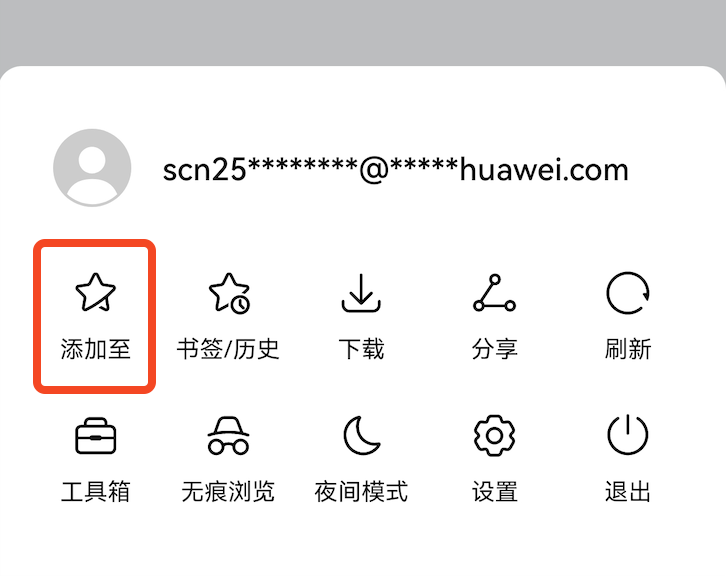 scn25********@*****huawei.com
添加至 书签/历史 下载 分享 刷新
工具箱 无痕浏览 夜间模式 设置 退出